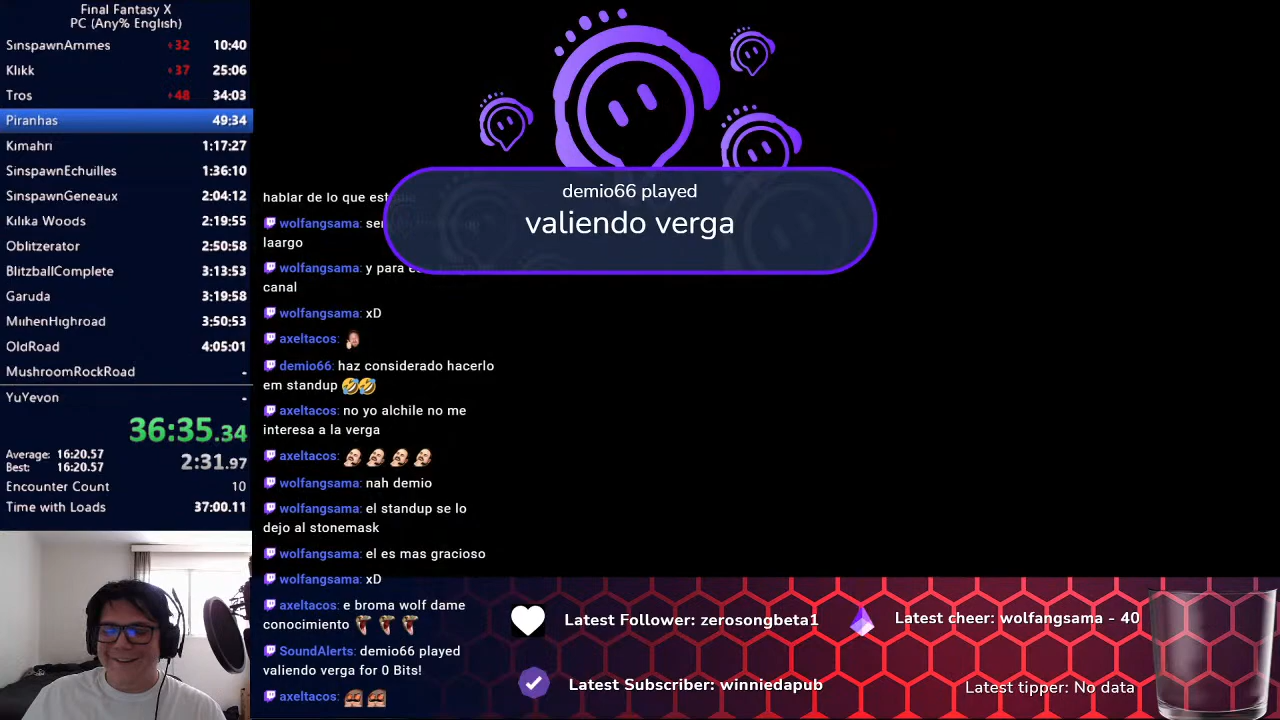 Final Fantasy X
PC (Any% English)
SinspawnAmmes +32 10:40
Klikk +37 25:06
Tros +48 34:03
Piranhas 49:34
Kimahri 1:17:27
SinspawnEchuilles 1:36:10
SinspawnGeneaux 2:04:12
Kilika Woods 2:19:55
Oblitzerator 2:50:58
BlitzballComplete 3:13:53
Garuda 3:19:58
MiihenHighroad 3:50:53
OldRoad 4:05:01
MushroomRockRoad -
YuYevon -
36:35.34
Average: 16:20.57
Best: 16:20.57
2:31.97
Encounter Count 10
Time with Loads 37:00.11
hablar de lo que
wolfangsama:
laargo
wolfangsama: y para
canal
wolfangsama: xD
axeltacos:
demio66: haz considerado hacerlo
em standup 🤣🤣
axeltacos: no yo alchile no me
interesa a la verga
axeltacos:
wolfangsama: nah demio
wolfangsama: el standup se lo
dejo al stonemask
wolfangsama: el es mas gracioso
wolfangsama: xD
axeltacos: e broma wolf dame
conocimiento
SoundAlerts: demio66 played
valiendo verga for 0 Bits!
axeltacos:
demio66 played
valiendo verga
Latest Follower: zerosongbeta1
Latest cheer: wolfangsama - 40
Latest Subscriber: winniedapub
Latest tipper: No data